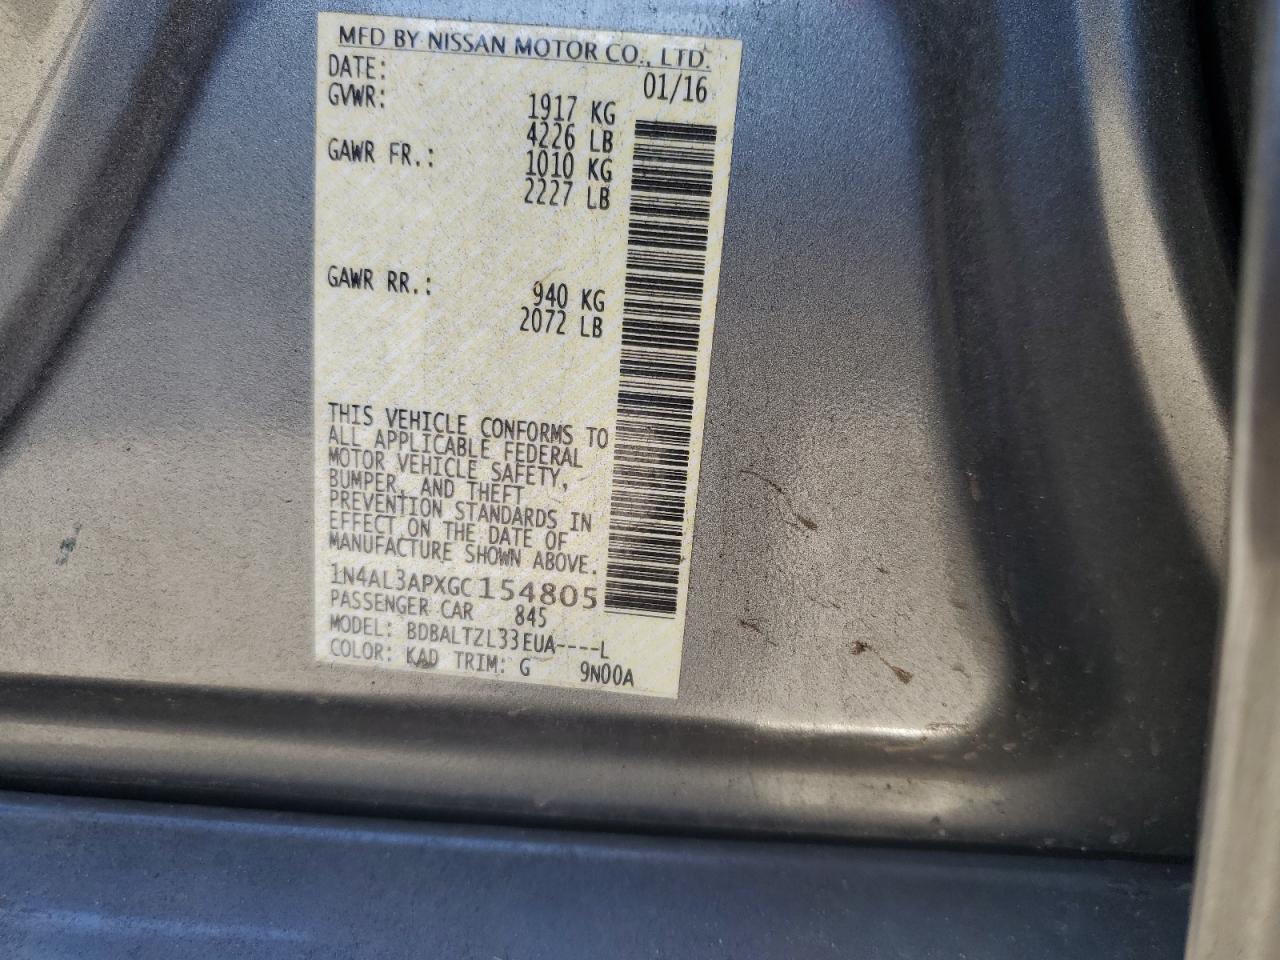 MFD BY NISSAN MOTOR CO., LTD.
DATE: 01/16
GVWR: 1917 KG
4226 LB
GAWR FR.: 1010 KG
2227 LB
GAWR RR.: 940 KG
2072 LB
THIS VEHICLE CONFORMS TO
ALL APPLICABLE FEDERAL
MOTOR VEHICLE SAFETY,
BUMPER, AND THEFT
PREVENTION STANDARDS IN
EFFECT ON THE DATE OF
MANUFACTURE SHOWN ABOVE.
1N4AL3APXGC154805
PASSENGER CAR 845
MODEL: BDBALTZL33EUA----L
COLOR: KAD TRIM: G 9N00A